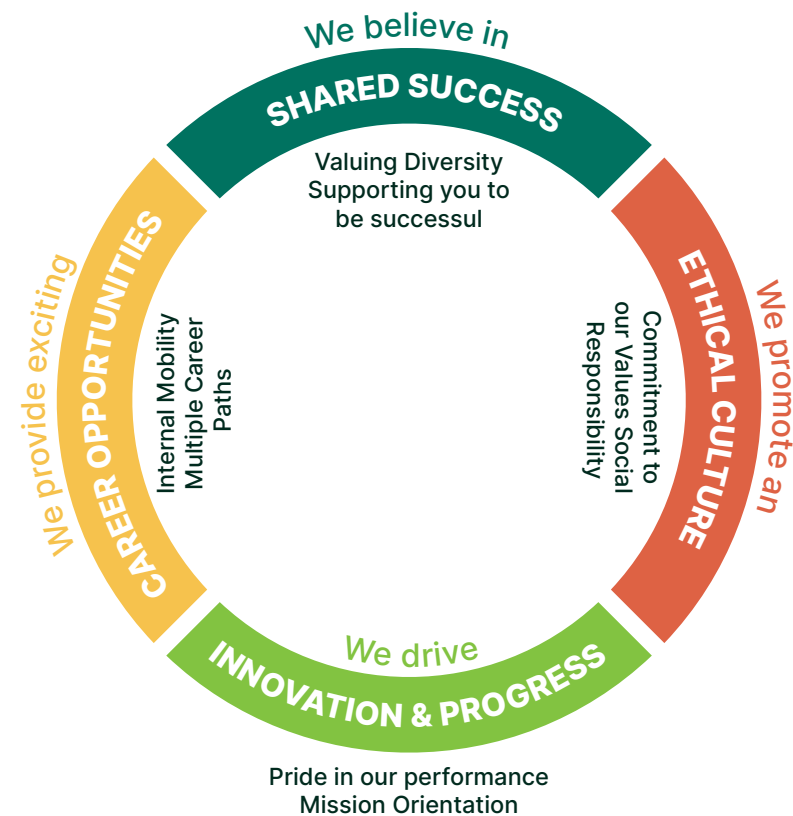 We believe in
SHARED SUCCESS
Valuing Diversity
Supporting you to
be successul
We promote an
ETHICAL CULTURE
Commitment to
our Values Social
Responsibility
We drive
INNOVATION & PROGRESS
Pride in our performance
Mission Orientation
We provide exciting
CAREER OPPORTUNITIES
Internal Mobility
Multiple Career
Paths